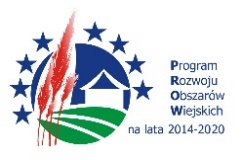 Program
Rozwoju
Obszarów
Wiejskich
na lata 2014-2020